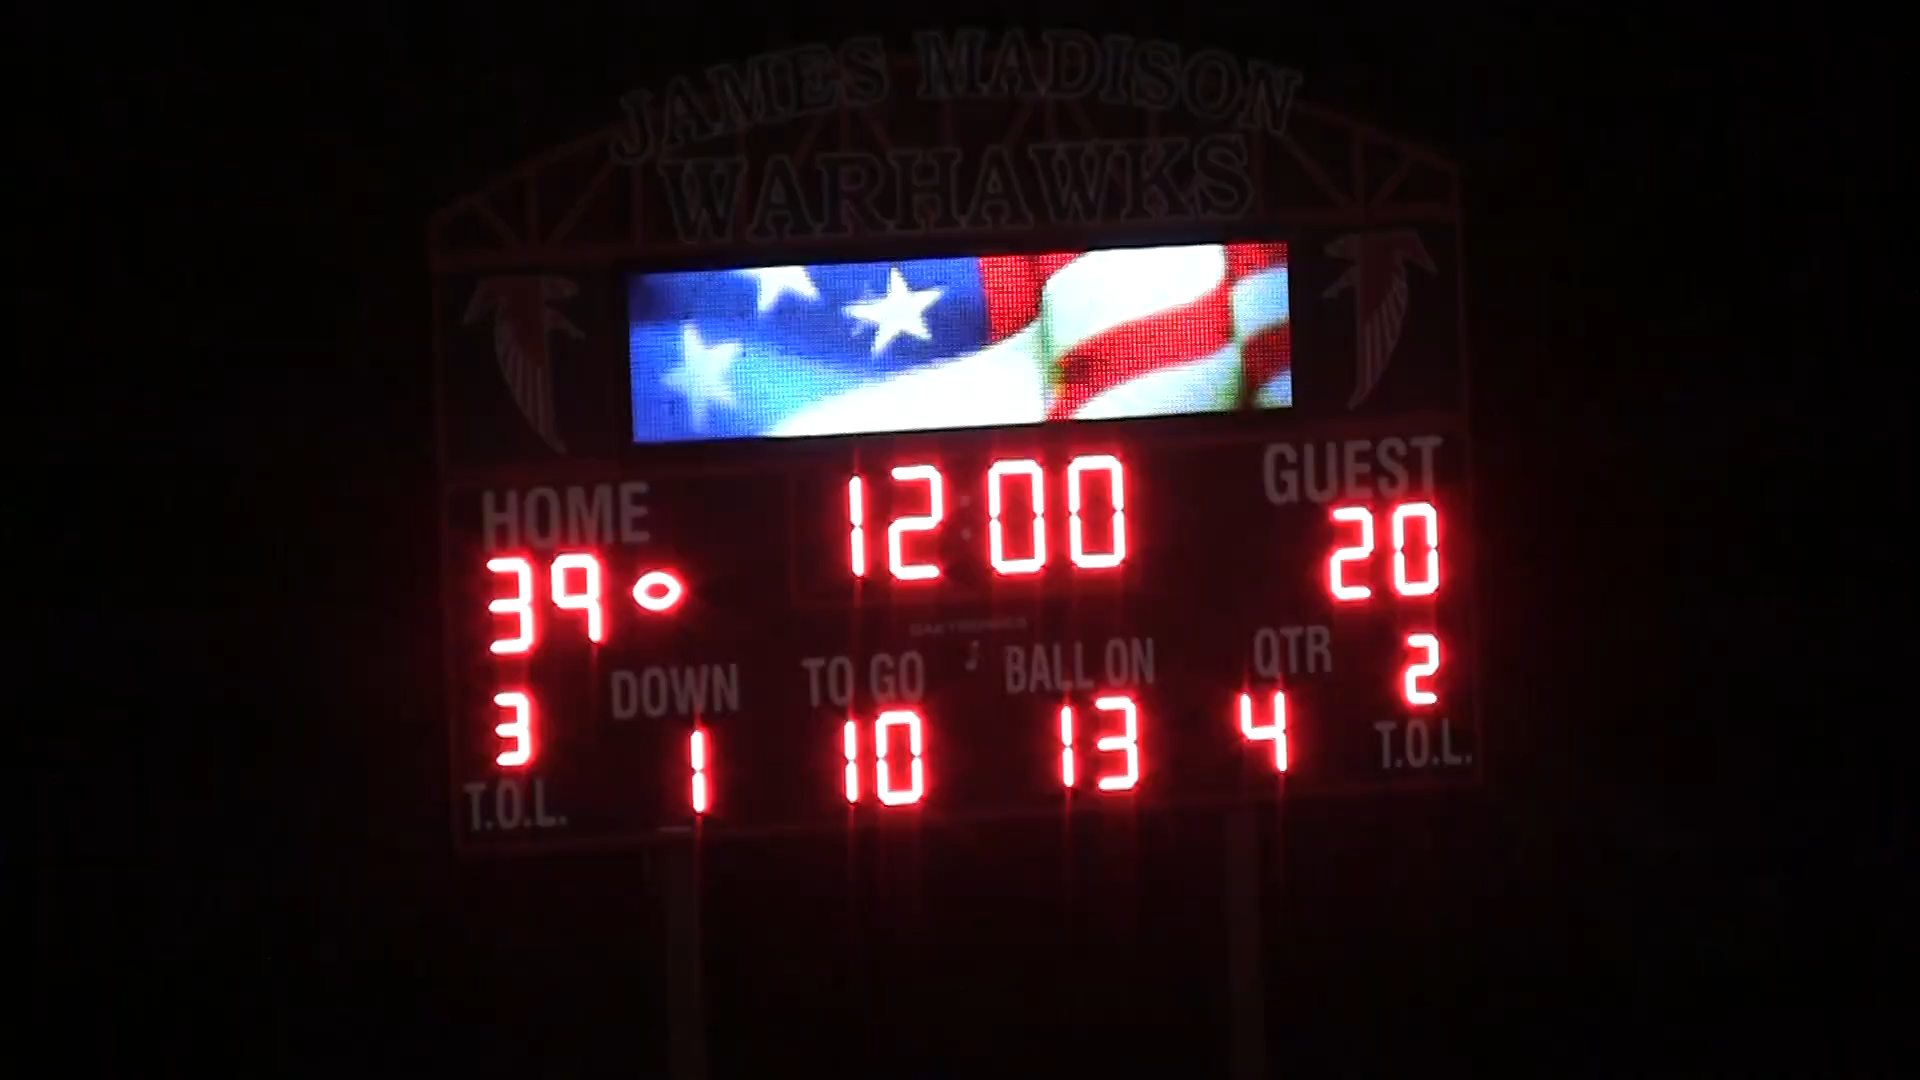 JAMES MADISON
WARHAWKS
HOME 12:00 GUEST
39 20
DAKTRONICS
DOWN TO GO BALL ON QTR 2
3 1 10 13 4 T.O.L.
T.O.L.